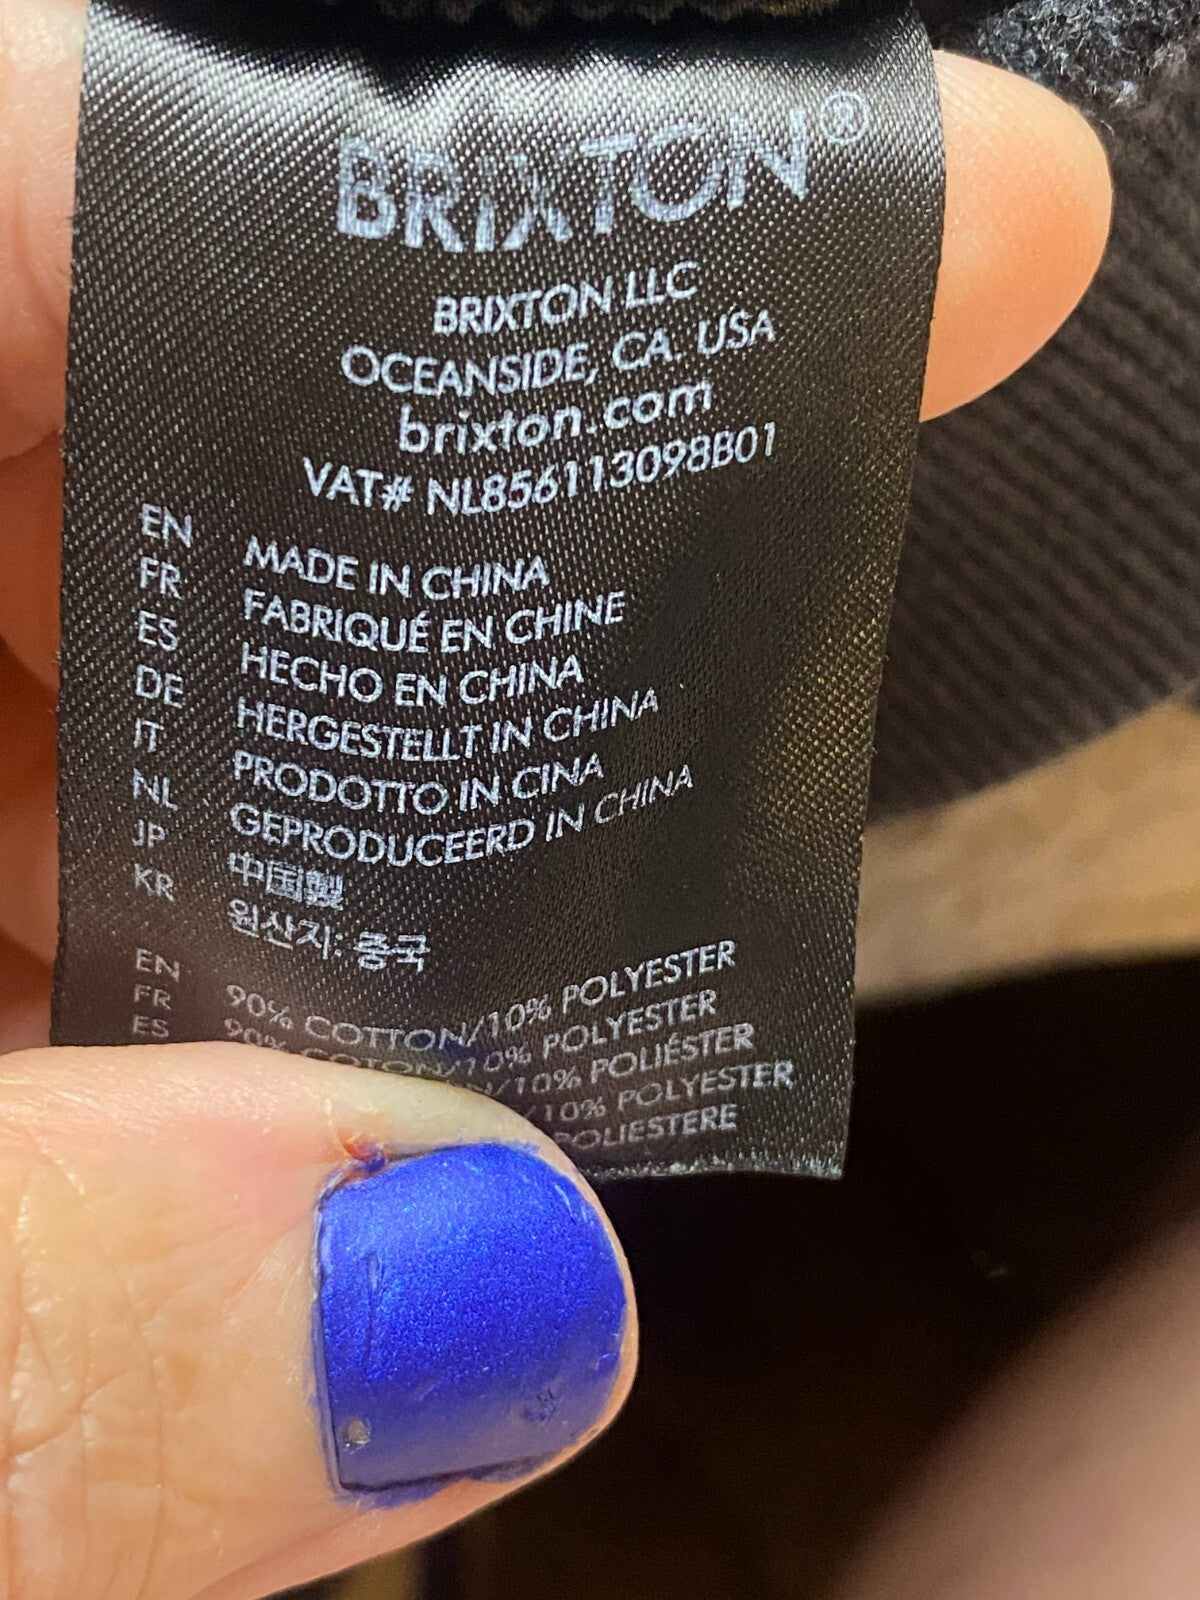 BRIXTON®
BRIXTON LLC
OCEANSIDE, CA. USA
brixton.com
VAT# NL856113098B01
EN MADE IN CHINA
FR FABRIQUÉ EN CHINE
ES HECHO EN CHINA
DE HERGESTELLT IN CHINA
IT PRODOTTO IN CINA
NL GEPRODUCEERD IN CHINA
JP 中国製
KR 원산지: 중국
EN 90% COTTON/10% POLYESTER
FR 90% COTON/10% POLYESTER
ES /10% POLIÉSTER
/10% POLYESTER
POLIESTERE